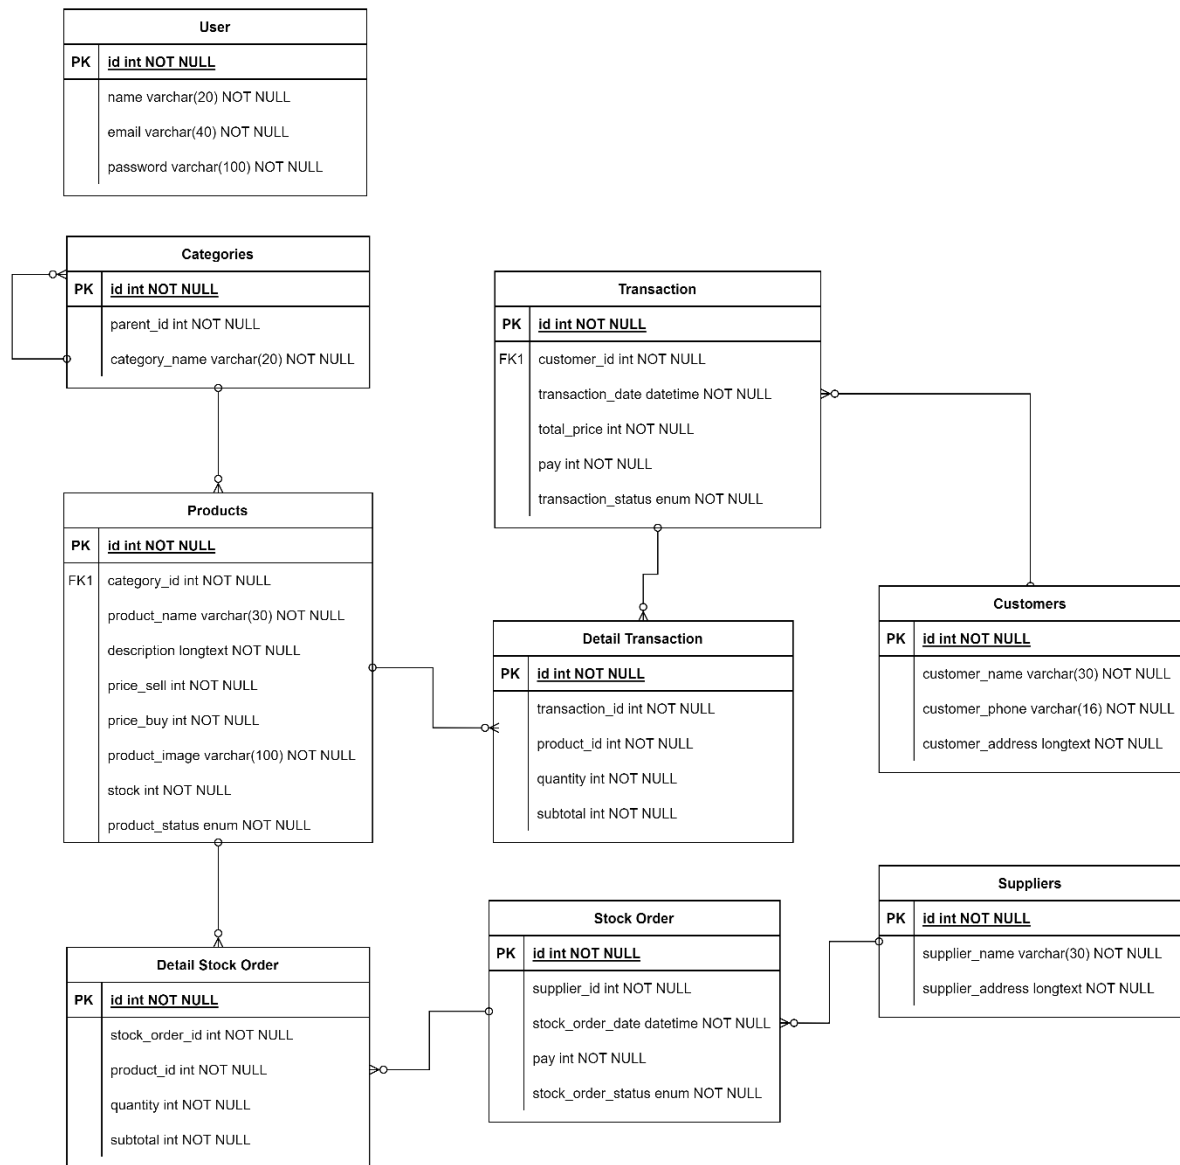 User
PK id int NOT NULL
name varchar(20) NOT NULL
email varchar(40) NOT NULL
password varchar(100) NOT NULL
Categories
PK id int NOT NULL
parent_id int NOT NULL
category_name varchar(20) NOT NULL
Transaction
PK id int NOT NULL
FK1 customer_id int NOT NULL
transaction_date datetime NOT NULL
total_price int NOT NULL
pay int NOT NULL
transaction_status enum NOT NULL
Products
PK id int NOT NULL
FK1 category_id int NOT NULL
product_name varchar(30) NOT NULL
description longtext NOT NULL
price_sell int NOT NULL
price_buy int NOT NULL
product_image varchar(100) NOT NULL
stock int NOT NULL
product_status enum NOT NULL
Detail Transaction
PK id int NOT NULL
transaction_id int NOT NULL
product_id int NOT NULL
quantity int NOT NULL
subtotal int NOT NULL
Customers
PK id int NOT NULL
customer_name varchar(30) NOT NULL
customer_phone varchar(16) NOT NULL
customer_address longtext NOT NULL
Suppliers
PK id int NOT NULL
supplier_name varchar(30) NOT NULL
supplier_address longtext NOT NULL
Stock Order
PK id int NOT NULL
supplier_id int NOT NULL
stock_order_date datetime NOT NULL
pay int NOT NULL
stock_order_status enum NOT NULL
Detail Stock Order
PK id int NOT NULL
stock_order_id int NOT NULL
product_id int NOT NULL
quantity int NOT NULL
subtotal int NOT NULL